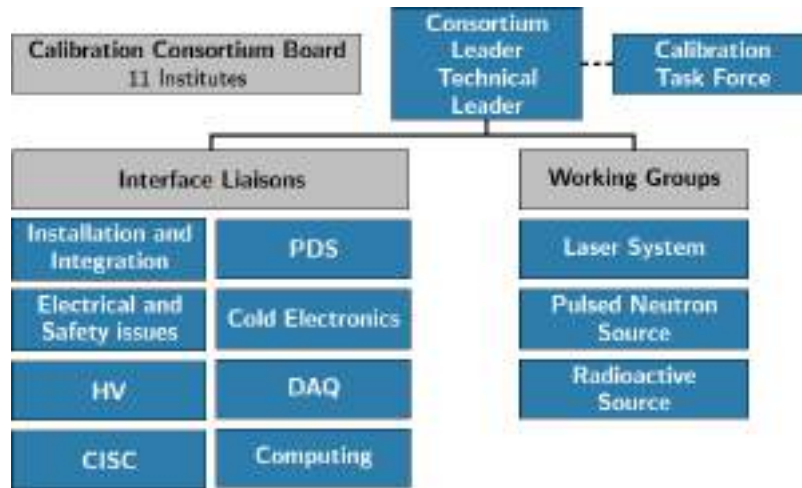 Calibration Consortium Board
11 Institutes
Consortium
Leader
Technical
Leader
Calibration
Task Force
Interface Liaisons
Working Groups
Installation and
Integration
PDS
Electrical and
Safety issues
Cold Electronics
HV
DAQ
CISC
Computing
Laser System
Pulsed Neutron
Source
Radioactive
Source